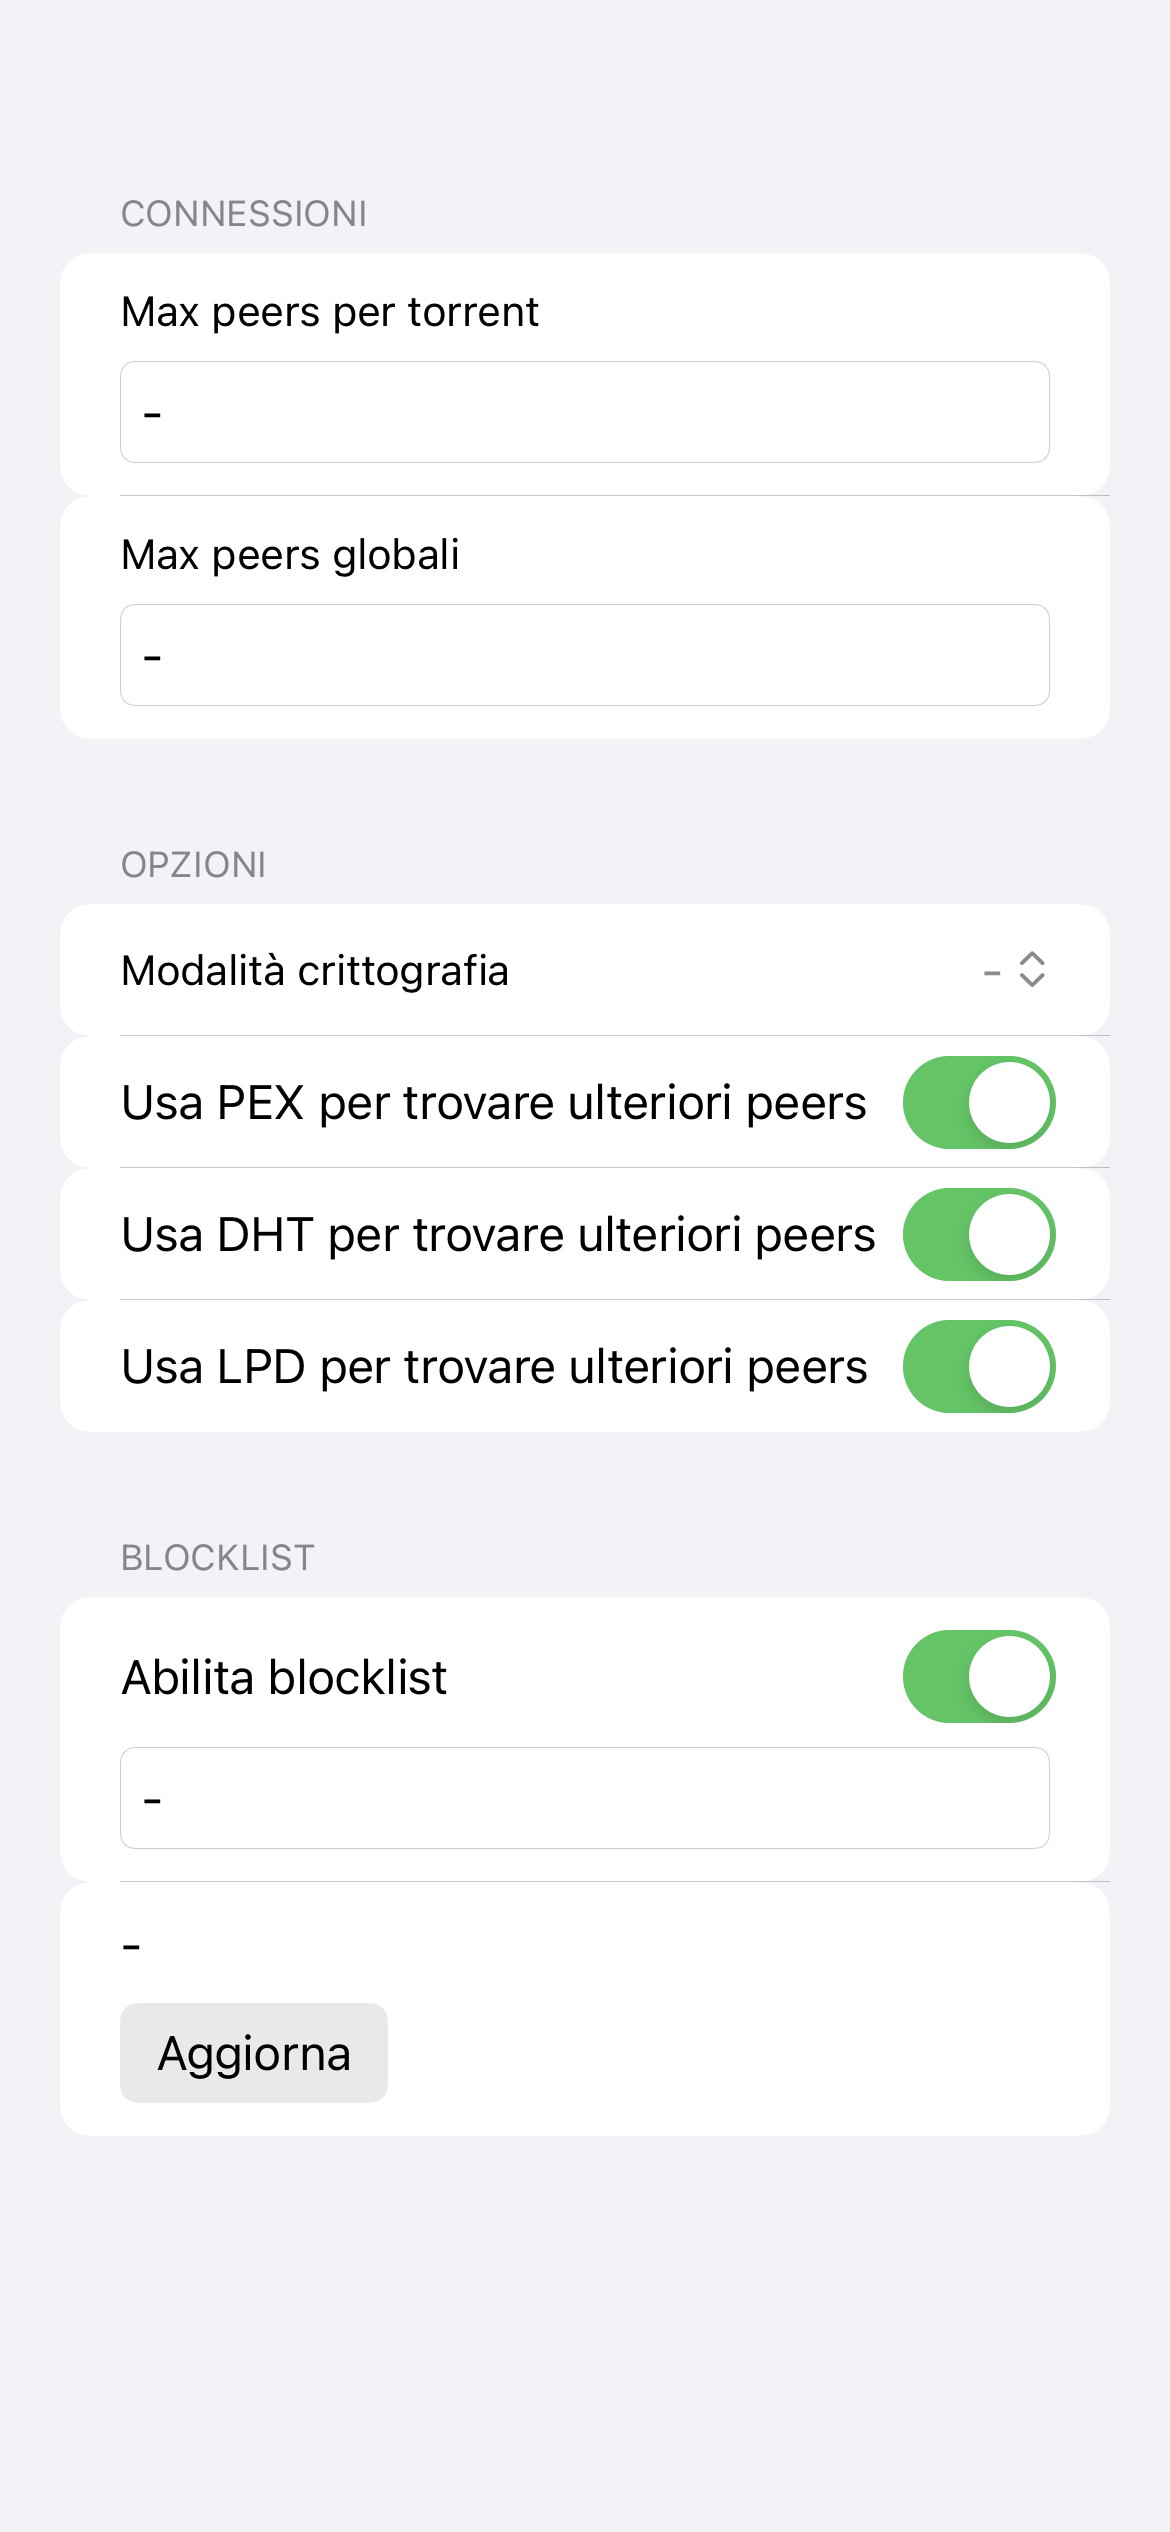 CONNESSIONI
Max peers per torrent
-
Max peers globali
-
OPZIONI
Modalità crittografia -
Usa PEX per trovare ulteriori peers
Usa DHT per trovare ulteriori peers
Usa LPD per trovare ulteriori peers
BLOCKLIST
Abilita blocklist
-
-
Aggiorna